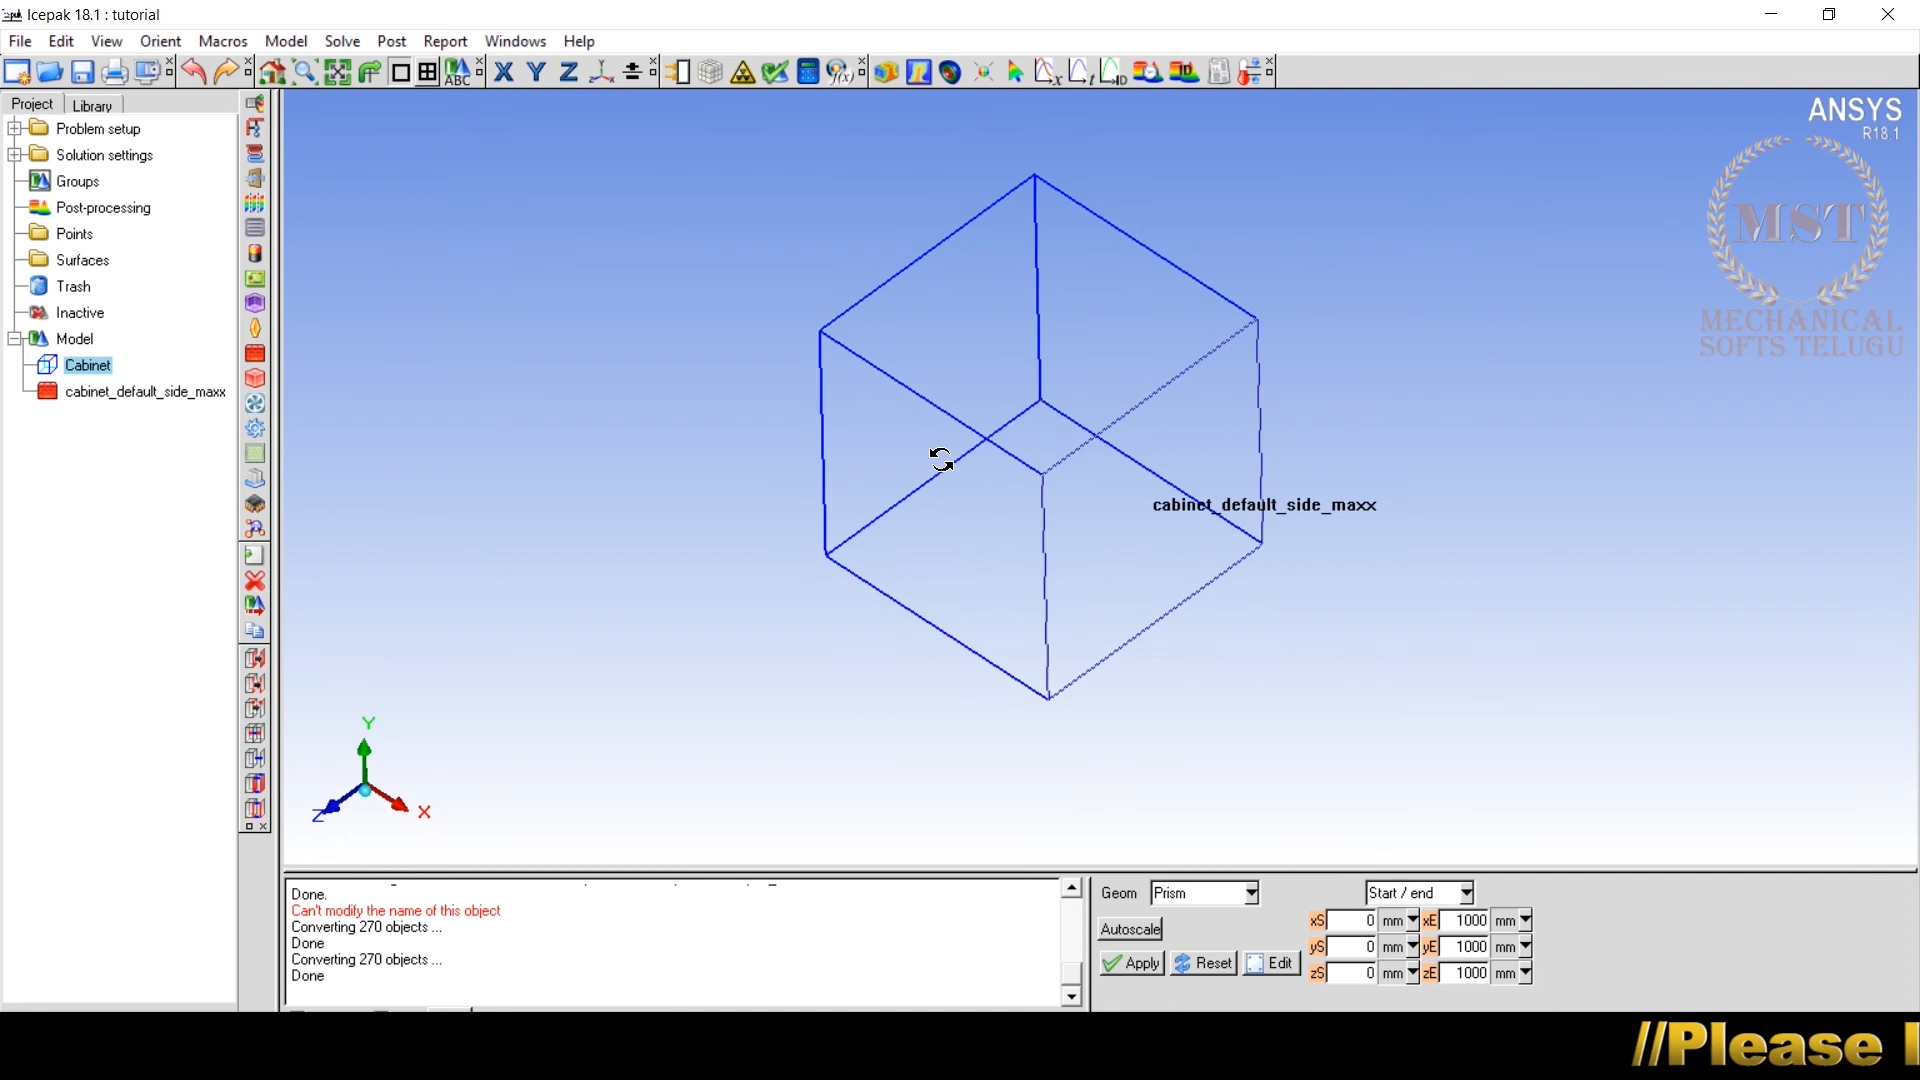 Icepak 18.1 : tutorial
File Edit View Orient Macros Model Solve Post Report Windows Help
ABC X Y Z
Project Library
Problem setup
Solution settings
Groups
Post-processing
Points
Surfaces
Trash
Inactive
Model
Cabinet
cabinet_default_side_maxx
ANSYS
R18.1
MST
MECHANICAL
SOFTS TELUGU
cabinet_default_side_maxx
Y
Z
X
Done.
Can't modify the name of this object
Converting 270 objects ...
Done
Converting 270 objects ...
Done
Geom Prism Start / end
Autoscale
Apply Reset Edit
xS 0 mm xE 1000 mm
yS 0 mm yE 1000 mm
zS 0 mm zE 1000 mm
//Please